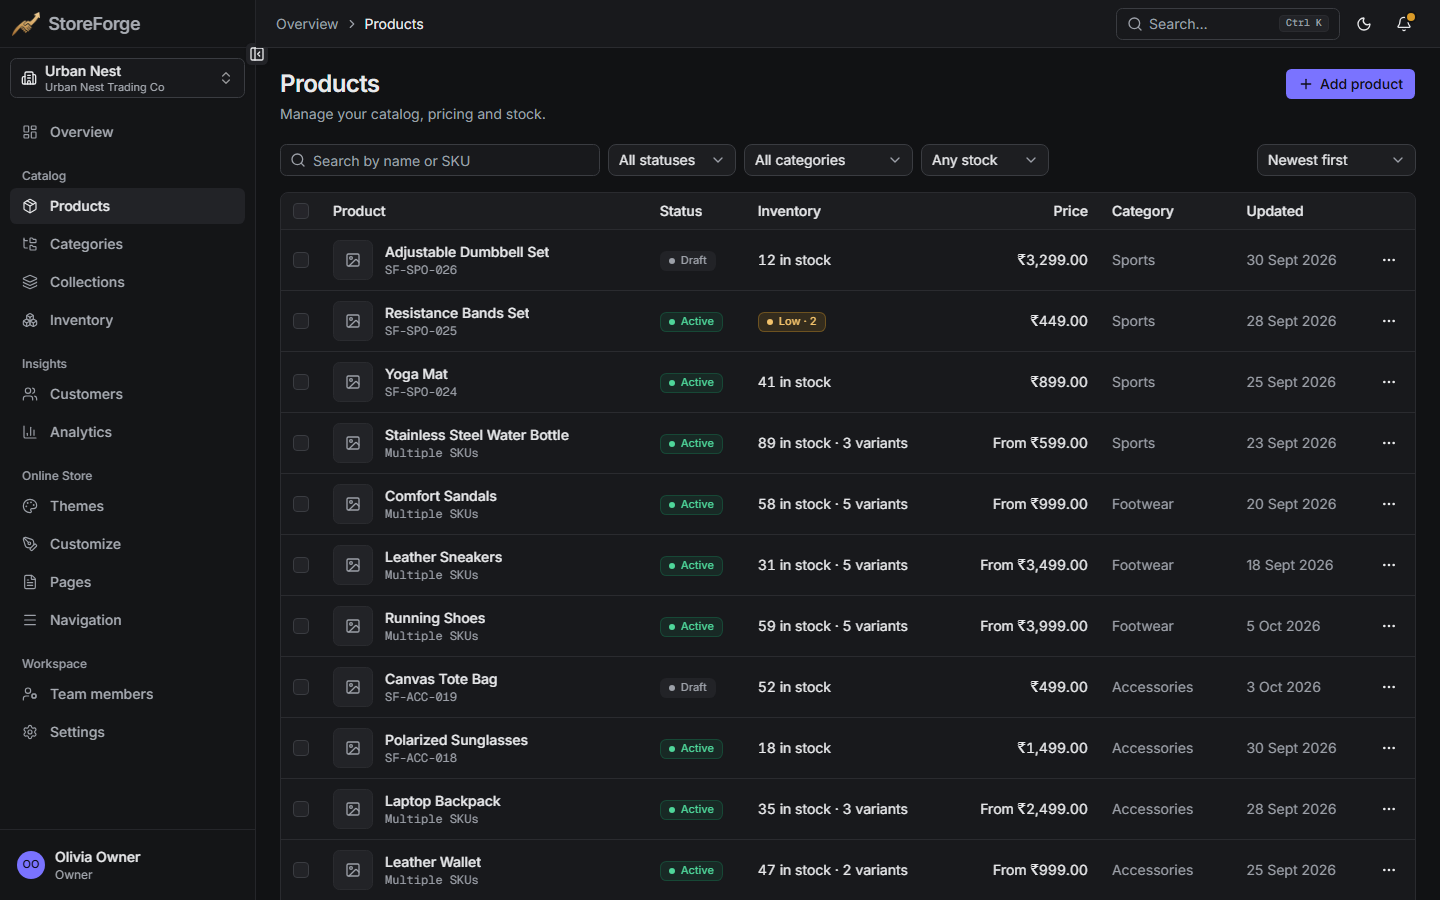 StoreForge
Overview > Products
Search...
Ctrl K
Urban Nest
Urban Nest Trading Co
Overview
Catalog
Products
Categories
Collections
Inventory
Insights
Customers
Analytics
Online Store
Themes
Customize
Pages
Navigation
Workspace
Team members
Settings
OO
Olivia Owner
Owner
Products
Manage your catalog, pricing and stock.
+ Add product
Search by name or SKU
All statuses
All categories
Any stock
Newest first
Product Status Inventory Price Category Updated
Adjustable Dumbbell Set
SF-SPO-026
Draft 12 in stock ₹3,299.00 Sports 30 Sept 2026
Resistance Bands Set
SF-SPO-025
Active Low · 2 ₹449.00 Sports 28 Sept 2026
Yoga Mat
SF-SPO-024
Active 41 in stock ₹899.00 Sports 25 Sept 2026
Stainless Steel Water Bottle
Multiple SKUs
Active 89 in stock · 3 variants From ₹599.00 Sports 23 Sept 2026
Comfort Sandals
Multiple SKUs
Active 58 in stock · 5 variants From ₹999.00 Footwear 20 Sept 2026
Leather Sneakers
Multiple SKUs
Active 31 in stock · 5 variants From ₹3,499.00 Footwear 18 Sept 2026
Running Shoes
Multiple SKUs
Active 59 in stock · 5 variants From ₹3,999.00 Footwear 5 Oct 2026
Canvas Tote Bag
SF-ACC-019
Draft 52 in stock ₹499.00 Accessories 3 Oct 2026
Polarized Sunglasses
SF-ACC-018
Active 18 in stock ₹1,499.00 Accessories 30 Sept 2026
Laptop Backpack
Multiple SKUs
Active 35 in stock · 3 variants From ₹2,499.00 Accessories 28 Sept 2026
Leather Wallet
Multiple SKUs
Active 47 in stock · 2 variants From ₹999.00 Accessories 25 Sept 2026